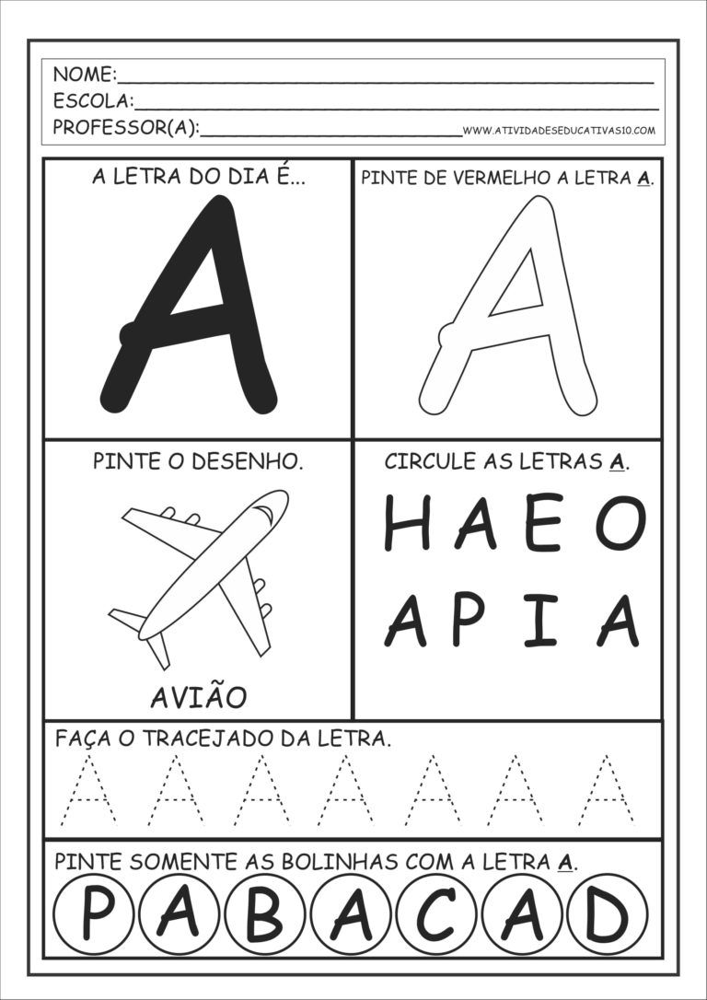 NOME:
ESCOLA:
PROFESSOR(A): WWW.ATIVIDADESEDUCATIVAS10.COM
A LETRA DO DIA É...
A
PINTE DE VERMELHO A LETRA A.
A
PINTE O DESENHO.
AVIÃO
CIRCULE AS LETRAS A.
H A E O
A P I A
FAÇA O TRACEJADO DA LETRA.
A A A A A A A
PINTE SOMENTE AS BOLINHAS COM A LETRA A.
P A B A C A D